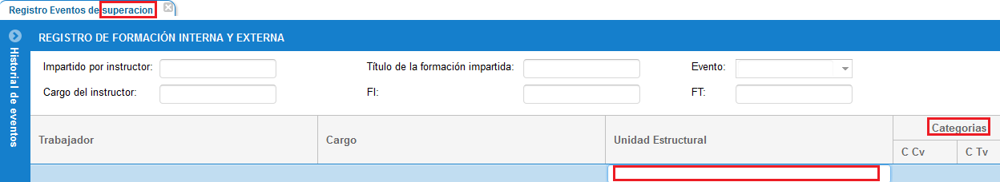 Registro Eventos de superacion
REGISTRO DE FORMACIÓN INTERNA Y EXTERNA
Historial de eventos
Impartido por instructor:
Título de la formación impartida:
Evento:
Cargo del instructor:
FI:
FT:
Trabajador
Cargo
Unidad Estructural
Categorias
C Cv
C Tv